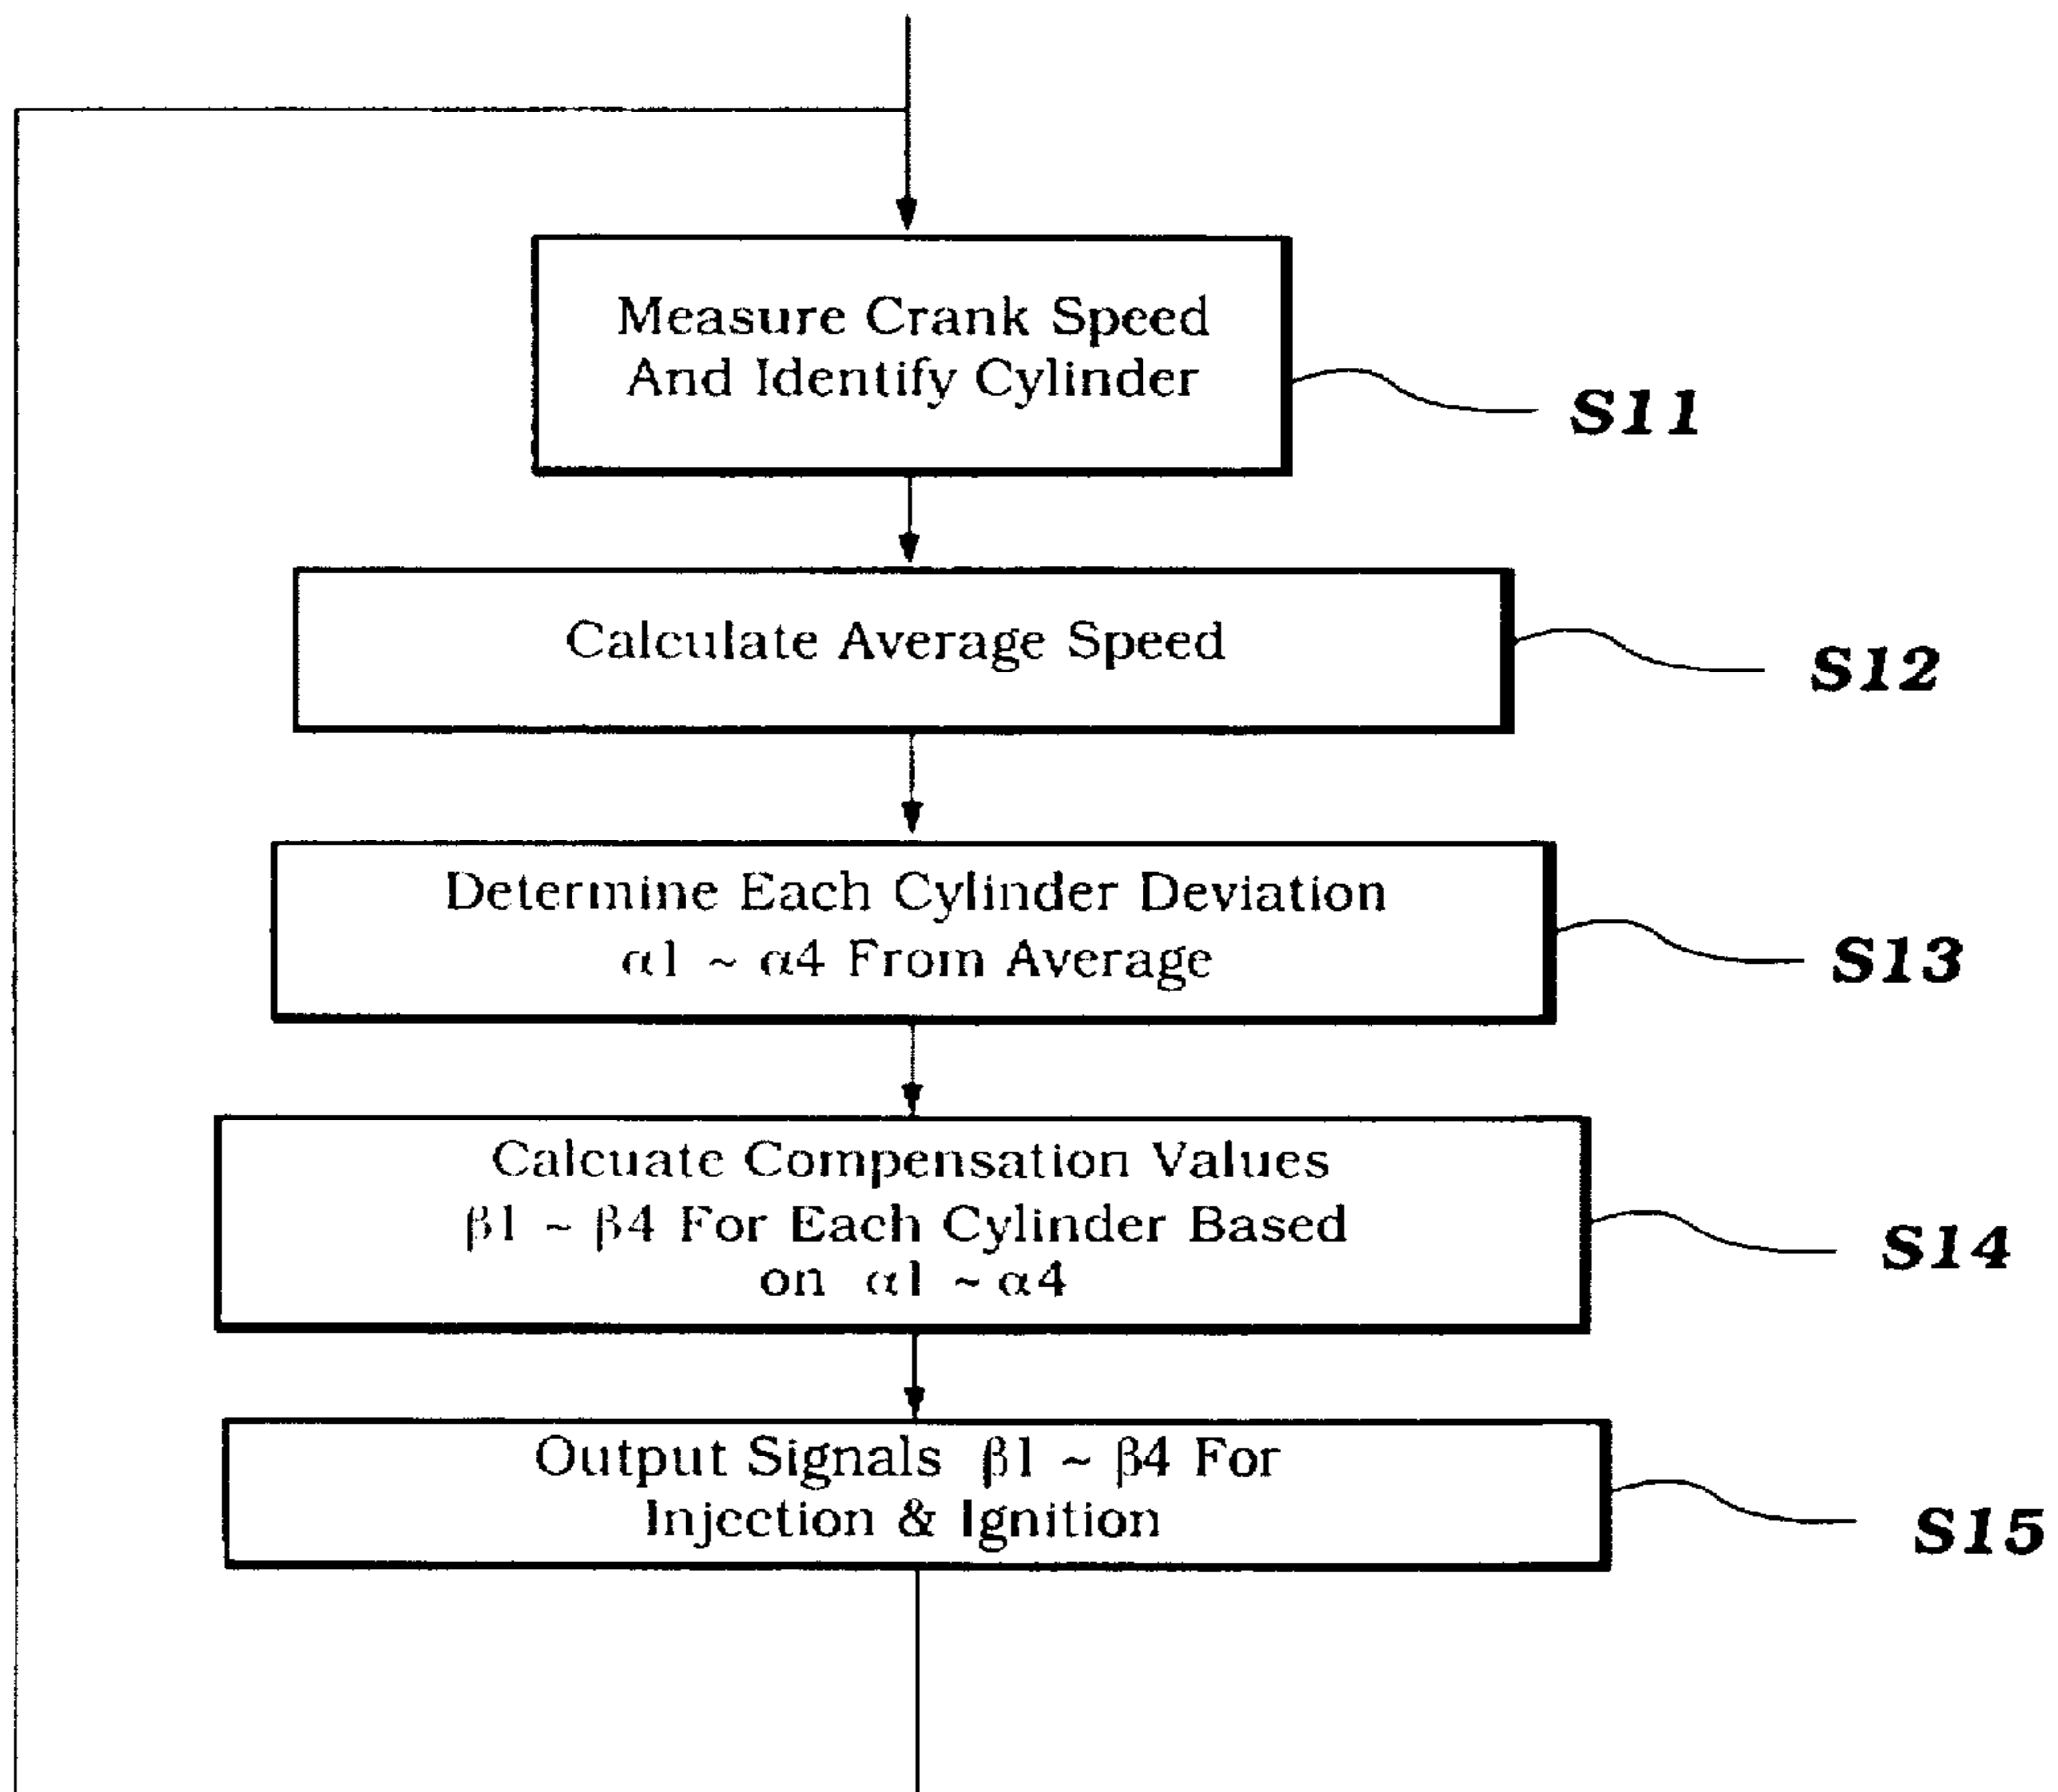 Measure Crank Speed
And Identify Cylinder
S11
Calculate Average Speed
S12
Determine Each Cylinder Deviation
α1 ~ α4 From Average
S13
Calcuate Compensation Values
β1 ~ β4 For Each Cylinder Based
on α1 ~ α4
S14
Output Signals β1 ~ β4 For
Injection & Ignition
S15